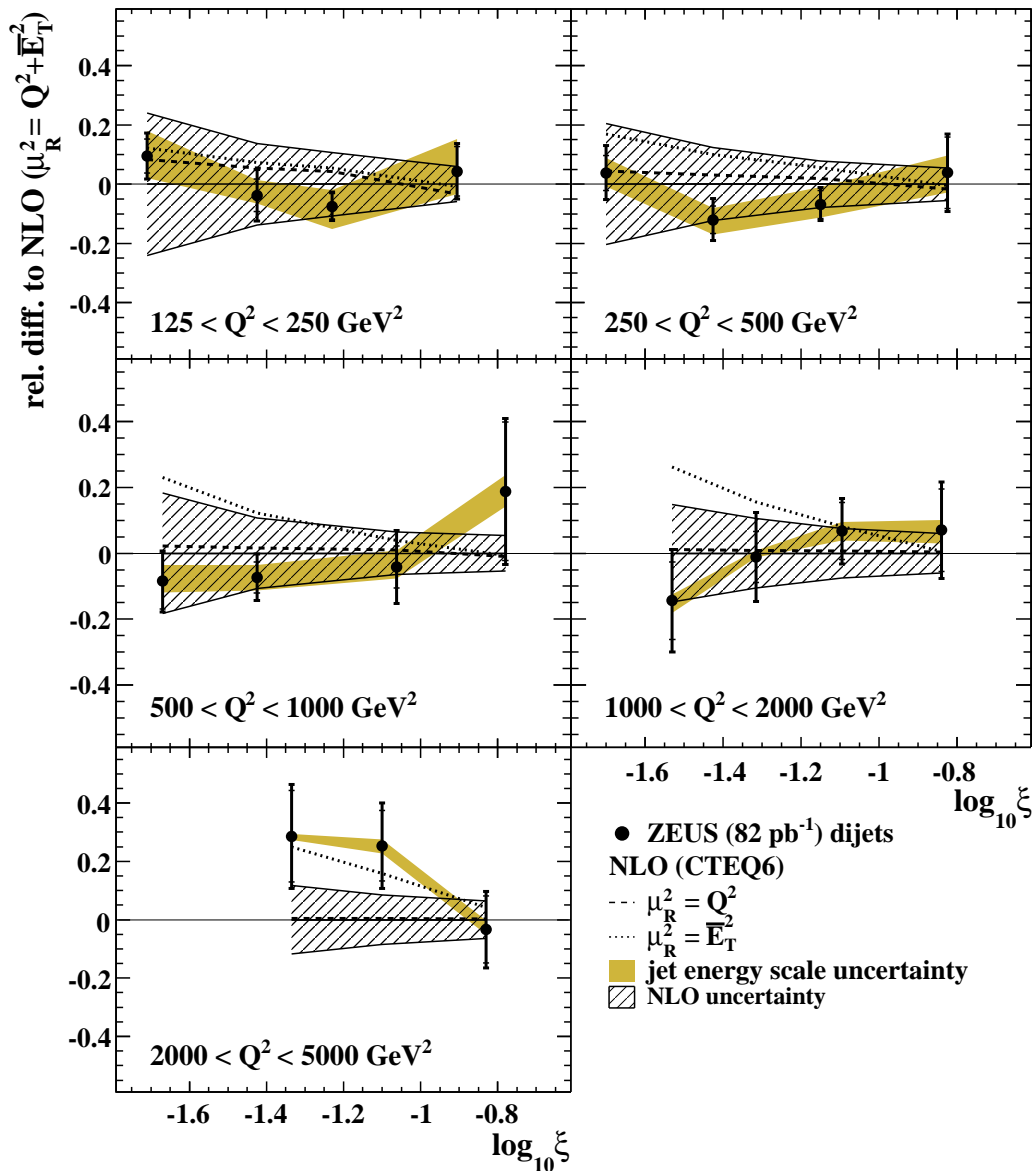 rel. diff. to NLO (μ_R^2 = Q^2+E̅_T^2)
0.4
0.2
0
-0.2
-0.4
125 < Q^2 < 250 GeV^2
250 < Q^2 < 500 GeV^2
0.4
0.2
0
-0.2
-0.4
500 < Q^2 < 1000 GeV^2
1000 < Q^2 < 2000 GeV^2
-1.6 -1.4 -1.2 -1 -0.8
log_10 ξ
0.4
0.2
0
-0.2
-0.4
2000 < Q^2 < 5000 GeV^2
-1.6 -1.4 -1.2 -1 -0.8
log_10 ξ
ZEUS (82 pb^-1) dijets
NLO (CTEQ6)
μ_R^2 = Q^2
μ_R^2 = E̅_T^2
jet energy scale uncertainty
NLO uncertainty